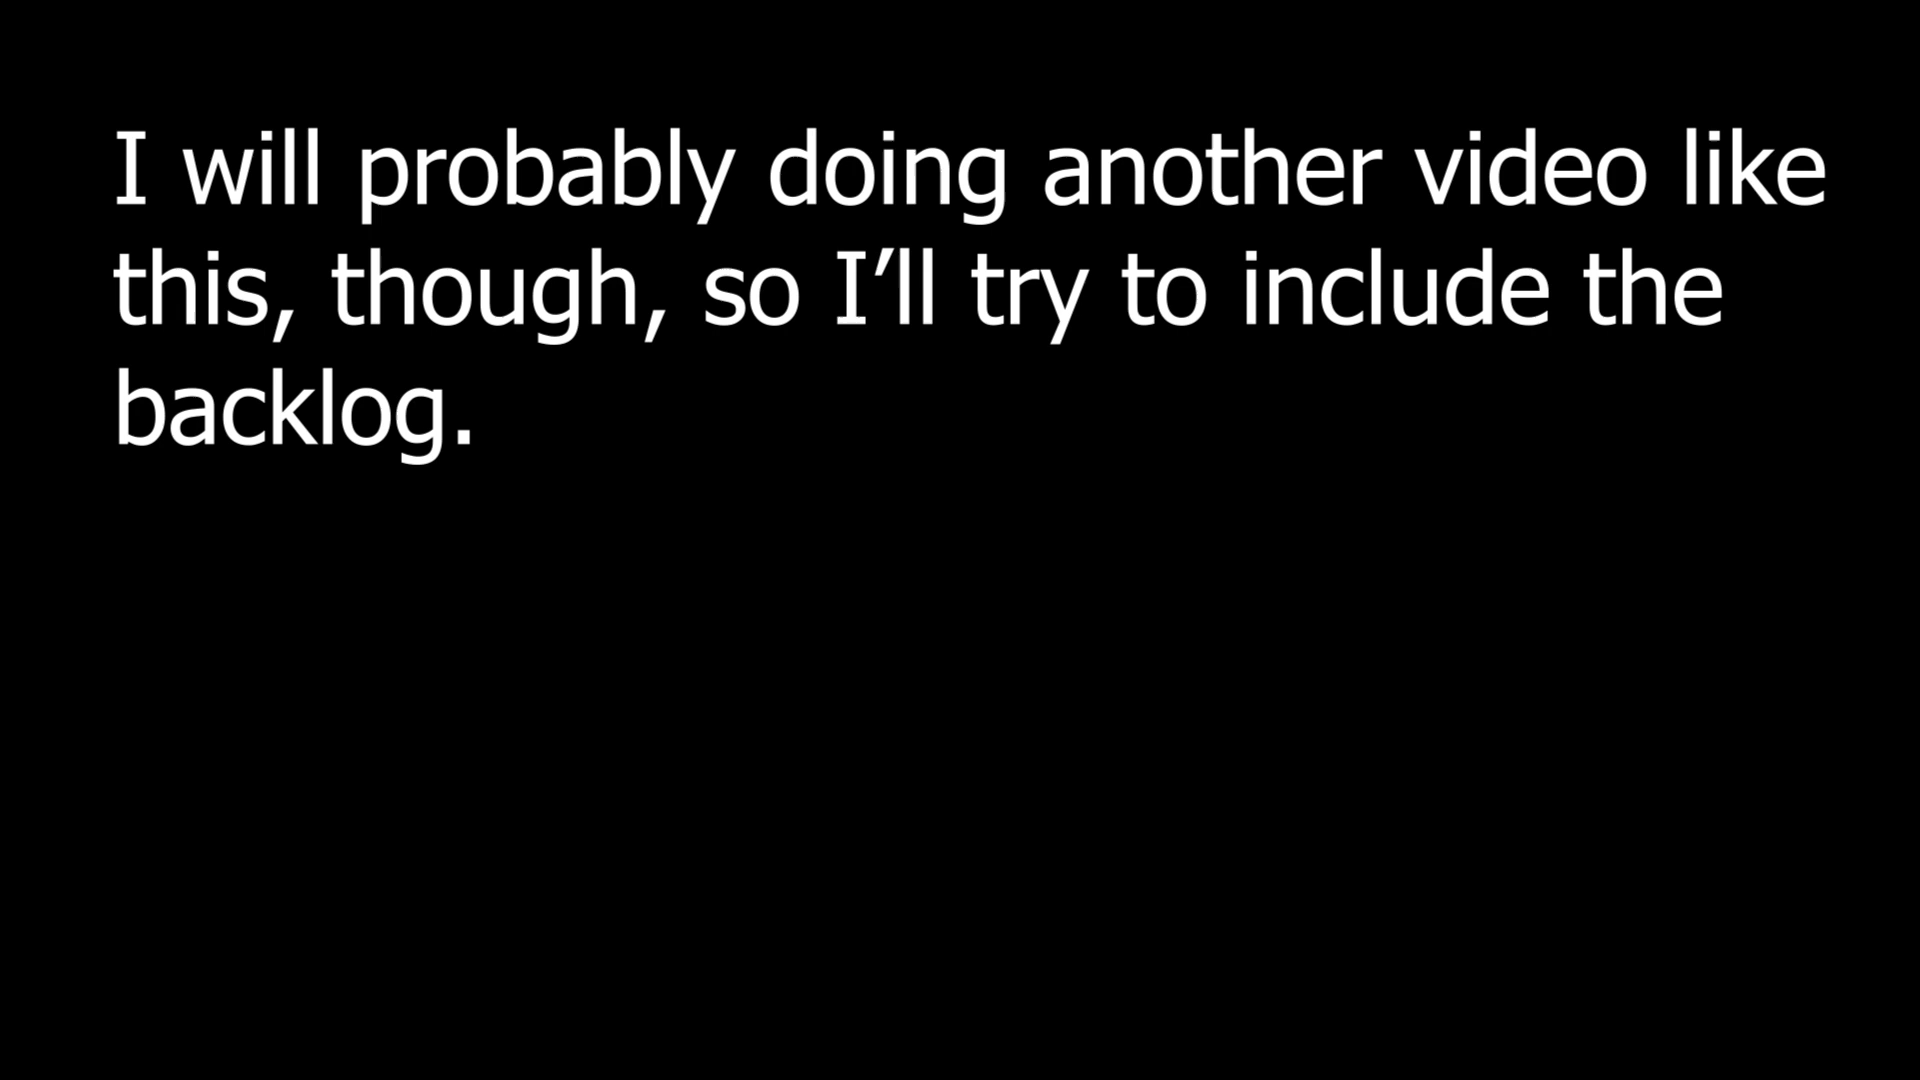 I will probably doing another video like
this, though, so I’ll try to include the
backlog.